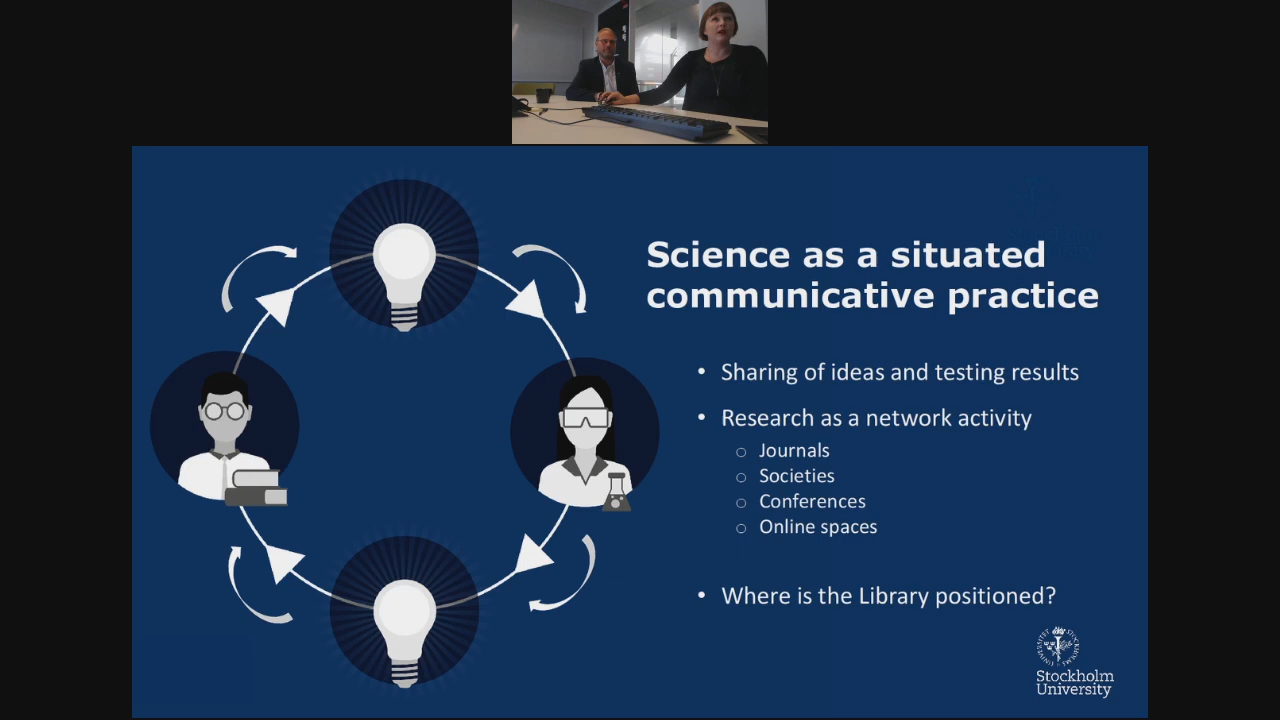 Science as a situated
communicative practice
• Sharing of ideas and testing results
• Research as a network activity
o Journals
o Societies
o Conferences
o Online spaces
• Where is the Library positioned?
Stockholm
University